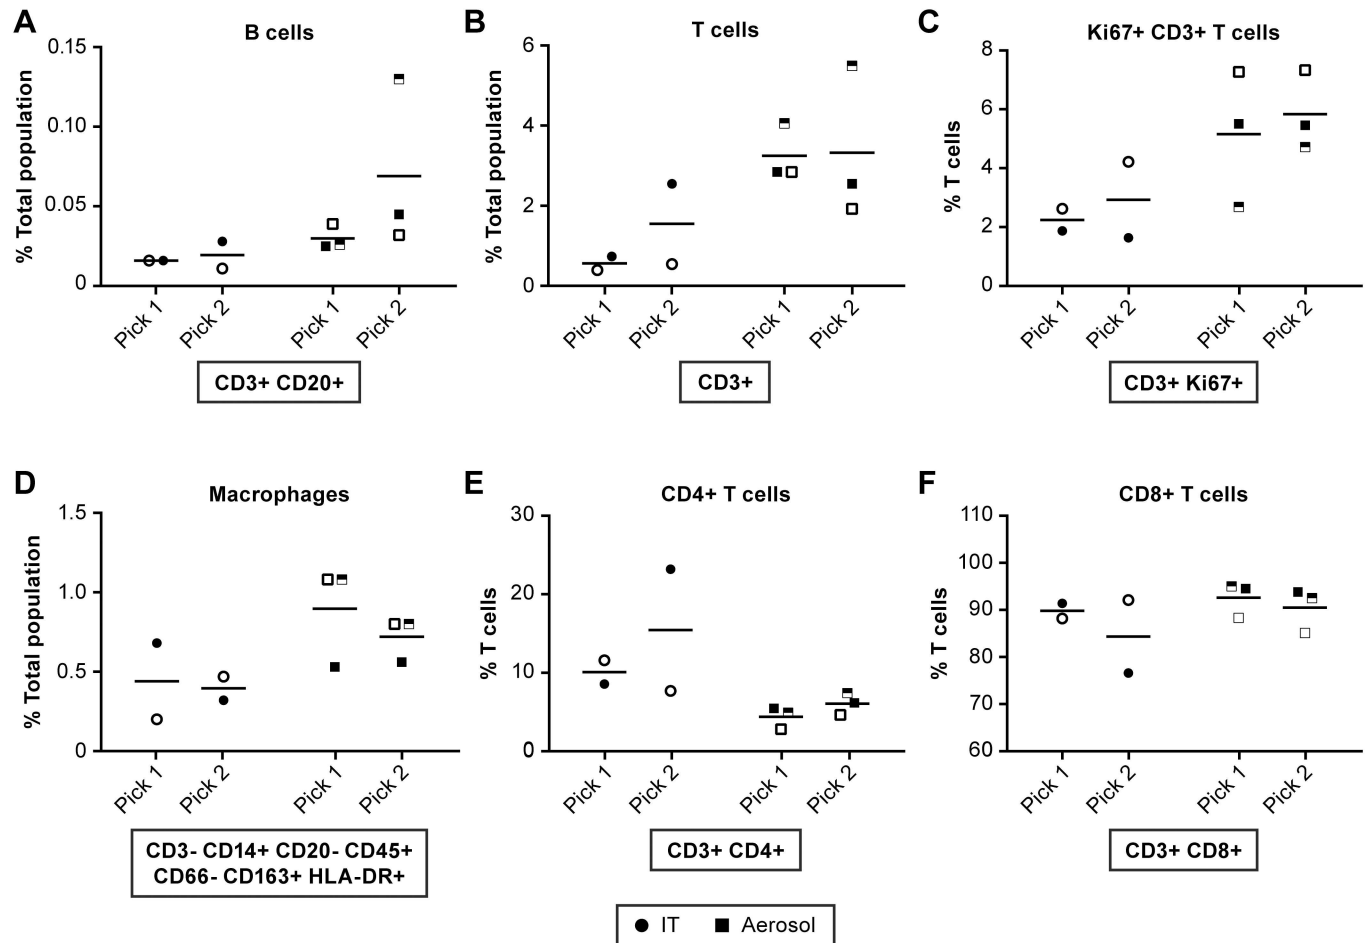 A
B cells
% Total population
0.15
0.10
0.05
0
Pick 1
Pick 2
Pick 1
Pick 2
CD3+ CD20+
B
T cells
% Total population
6
4
2
0
Pick 1
Pick 2
Pick 1
Pick 2
CD3+
C
Ki67+ CD3+ T cells
% T cells
8
6
4
2
0
Pick 1
Pick 2
Pick 1
Pick 2
CD3+ Ki67+
D
Macrophages
% Total population
1.5
1.0
0.5
0
Pick 1
Pick 2
Pick 1
Pick 2
CD3- CD14+ CD20- CD45+
CD66- CD163+ HLA-DR+
E
CD4+ T cells
% T cells
30
20
10
0
Pick 1
Pick 2
Pick 1
Pick 2
CD3+ CD4+
F
CD8+ T cells
% T cells
110
100
90
80
70
60
Pick 1
Pick 2
Pick 1
Pick 2
CD3+ CD8+
IT
Aerosol